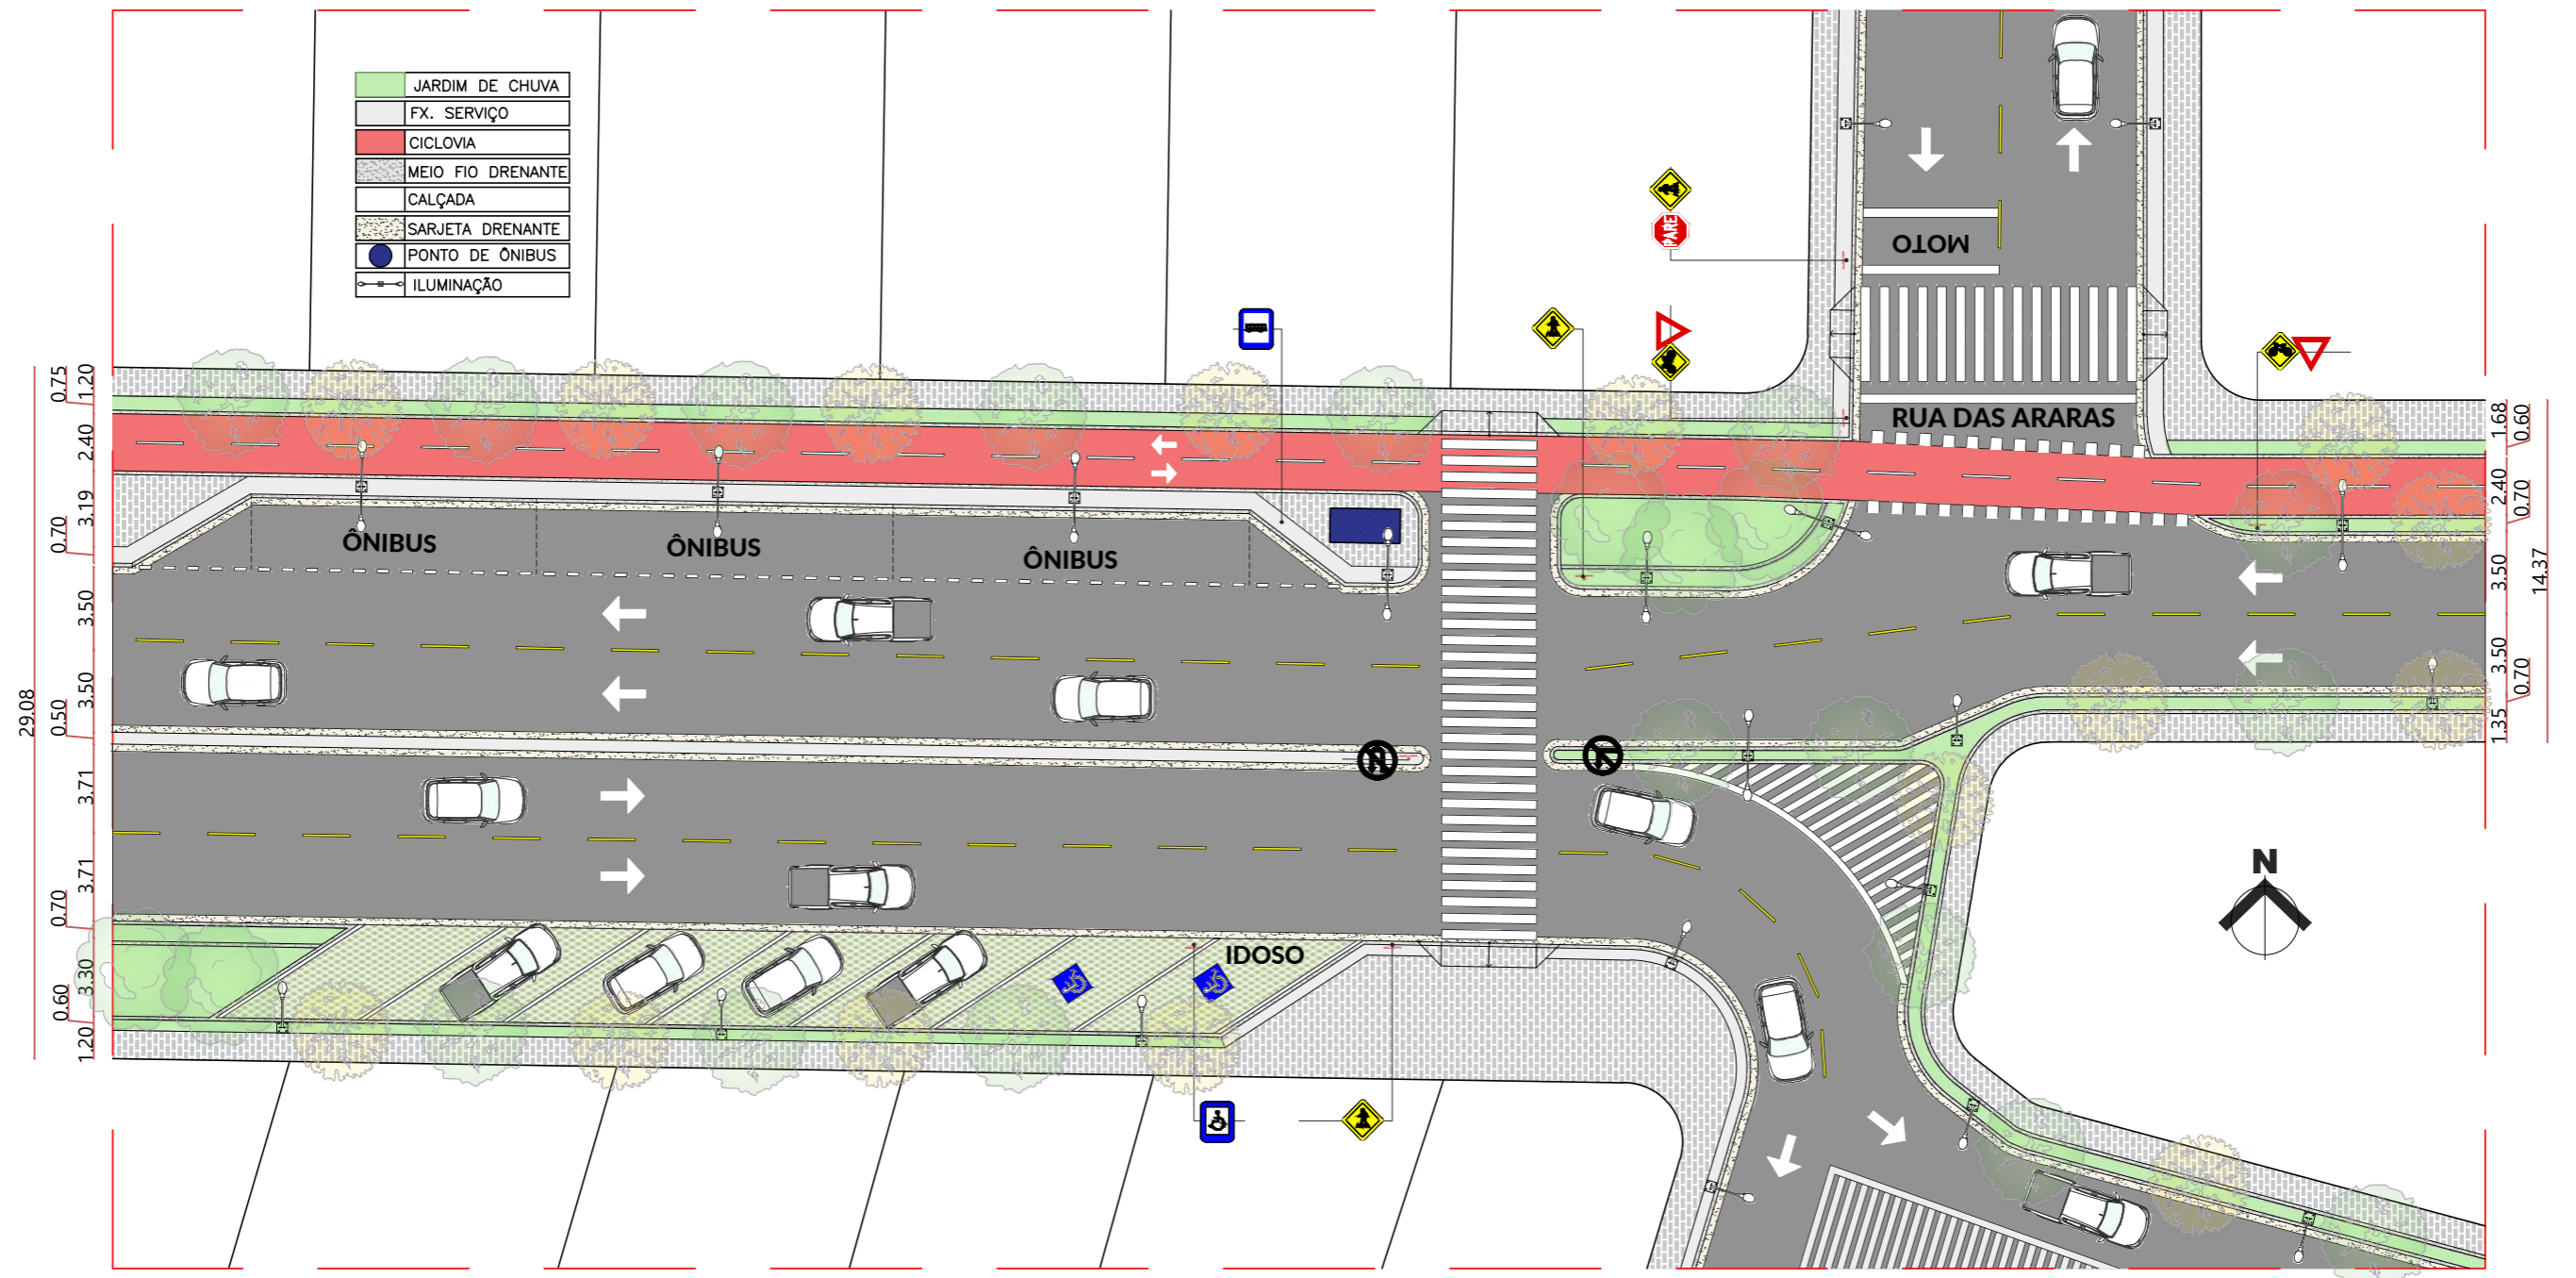 JARDIM DE CHUVA
FX. SERVIÇO
CICLOVIA
MEIO FIO DRENANTE
CALÇADA
SARJETA DRENANTE
PONTO DE ÔNIBUS
ILUMINAÇÃO
PARE
MOTO
RUA DAS ARARAS
ÔNIBUS
ÔNIBUS
ÔNIBUS
IDOSO
N
29.08
0.75
1.20
2.40
3.19
0.70
3.50
3.50
0.50
3.71
3.71
0.70
3.30
0.60
1.20
1.68
0.60
2.40
0.70
3.50
14.37
3.50
0.70
1.35